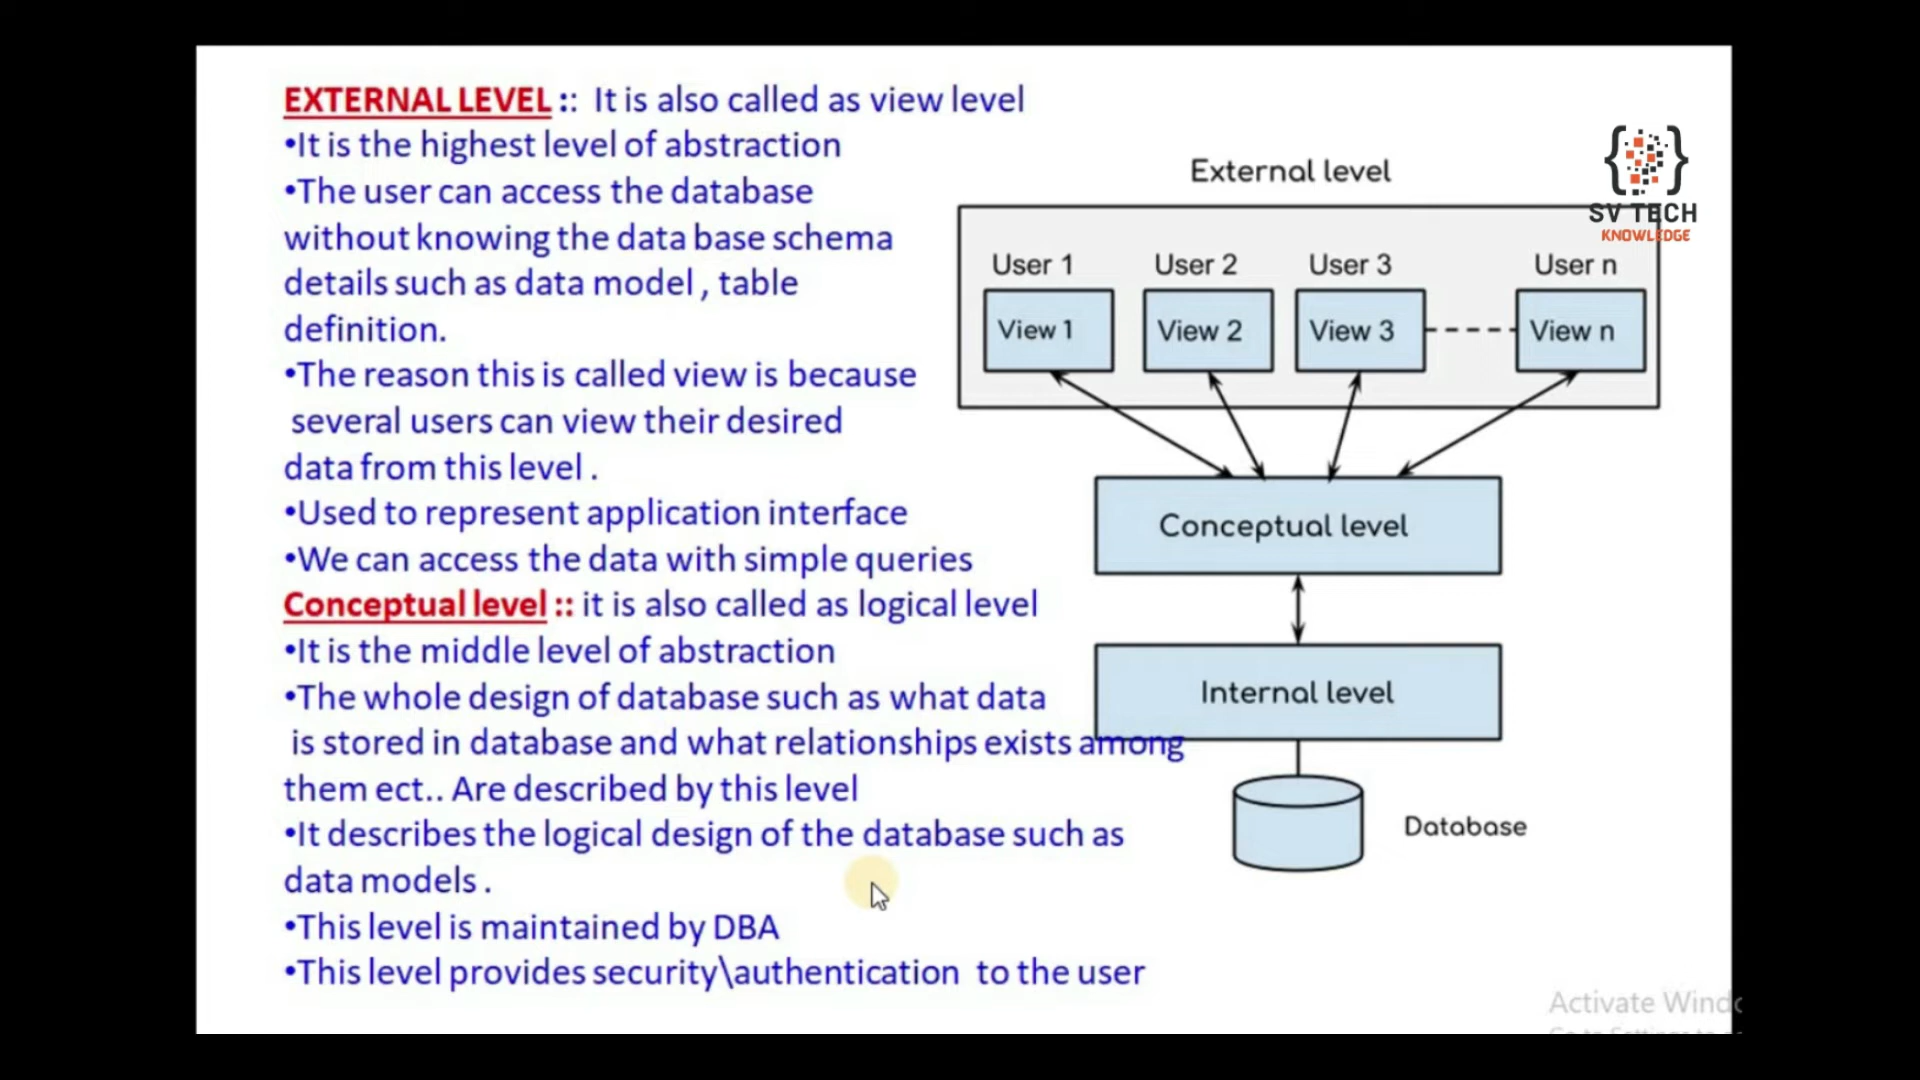 EXTERNAL LEVEL :: It is also called as view level
•It is the highest level of abstraction
•The user can access the database
without knowing the data base schema
details such as data model , table
definition.
•The reason this is called view is because
several users can view their desired
data from this level .
•Used to represent application interface
•We can access the data with simple queries
Conceptual level :: it is also called as logical level
•It is the middle level of abstraction
•The whole design of database such as what data
is stored in database and what relationships exists among
them ect.. Are described by this level
•It describes the logical design of the database such as
data models .
•This level is maintained by DBA
•This level provides security\authentication to the user
External level
SV TECH
KNOWLEDGE
User 1 User 2 User 3 User n
View 1 View 2 View 3 View n
Conceptual level
Internal level
Database
Activate